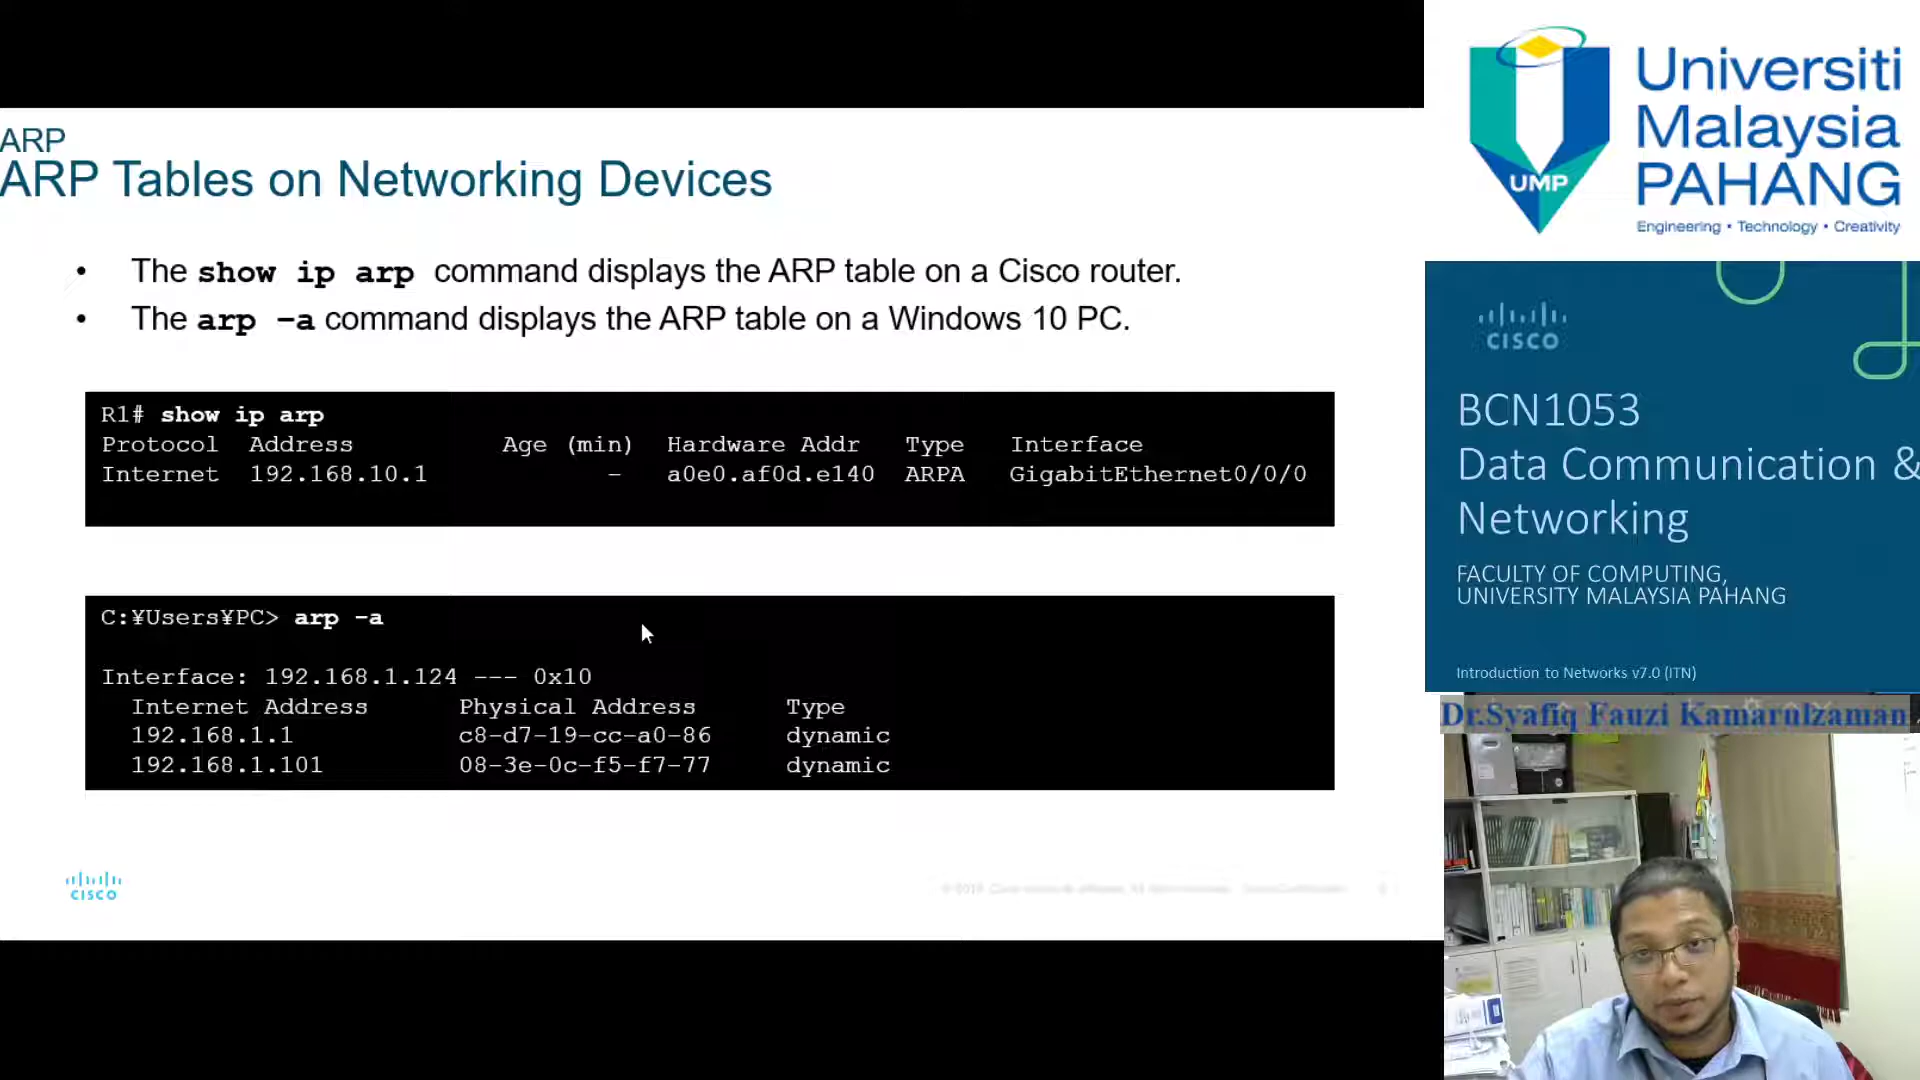 ARP
ARP Tables on Networking Devices
• The show ip arp command displays the ARP table on a Cisco router.
• The arp –a command displays the ARP table on a Windows 10 PC.
R1# show ip arp
Protocol Address Age (min) Hardware Addr Type Interface
Internet 192.168.10.1 - a0e0.af0d.e140 ARPA GigabitEthernet0/0/0
C:¥Users¥PC> arp -a
Interface: 192.168.1.124 --- 0x10
Internet Address Physical Address Type
192.168.1.1 c8-d7-19-cc-a0-86 dynamic
192.168.1.101 08-3e-0c-f5-f7-77 dynamic
CISCO
UMP
Universiti
Malaysia
PAHANG
Engineering • Technology • Creativity
CISCO
BCN1053
Data Communication &
Networking
FACULTY OF COMPUTING,
UNIVERSITY MALAYSIA PAHANG
Introduction to Networks v7.0 (ITN)
Dr.Syafiq Fauzi Kamarulzaman